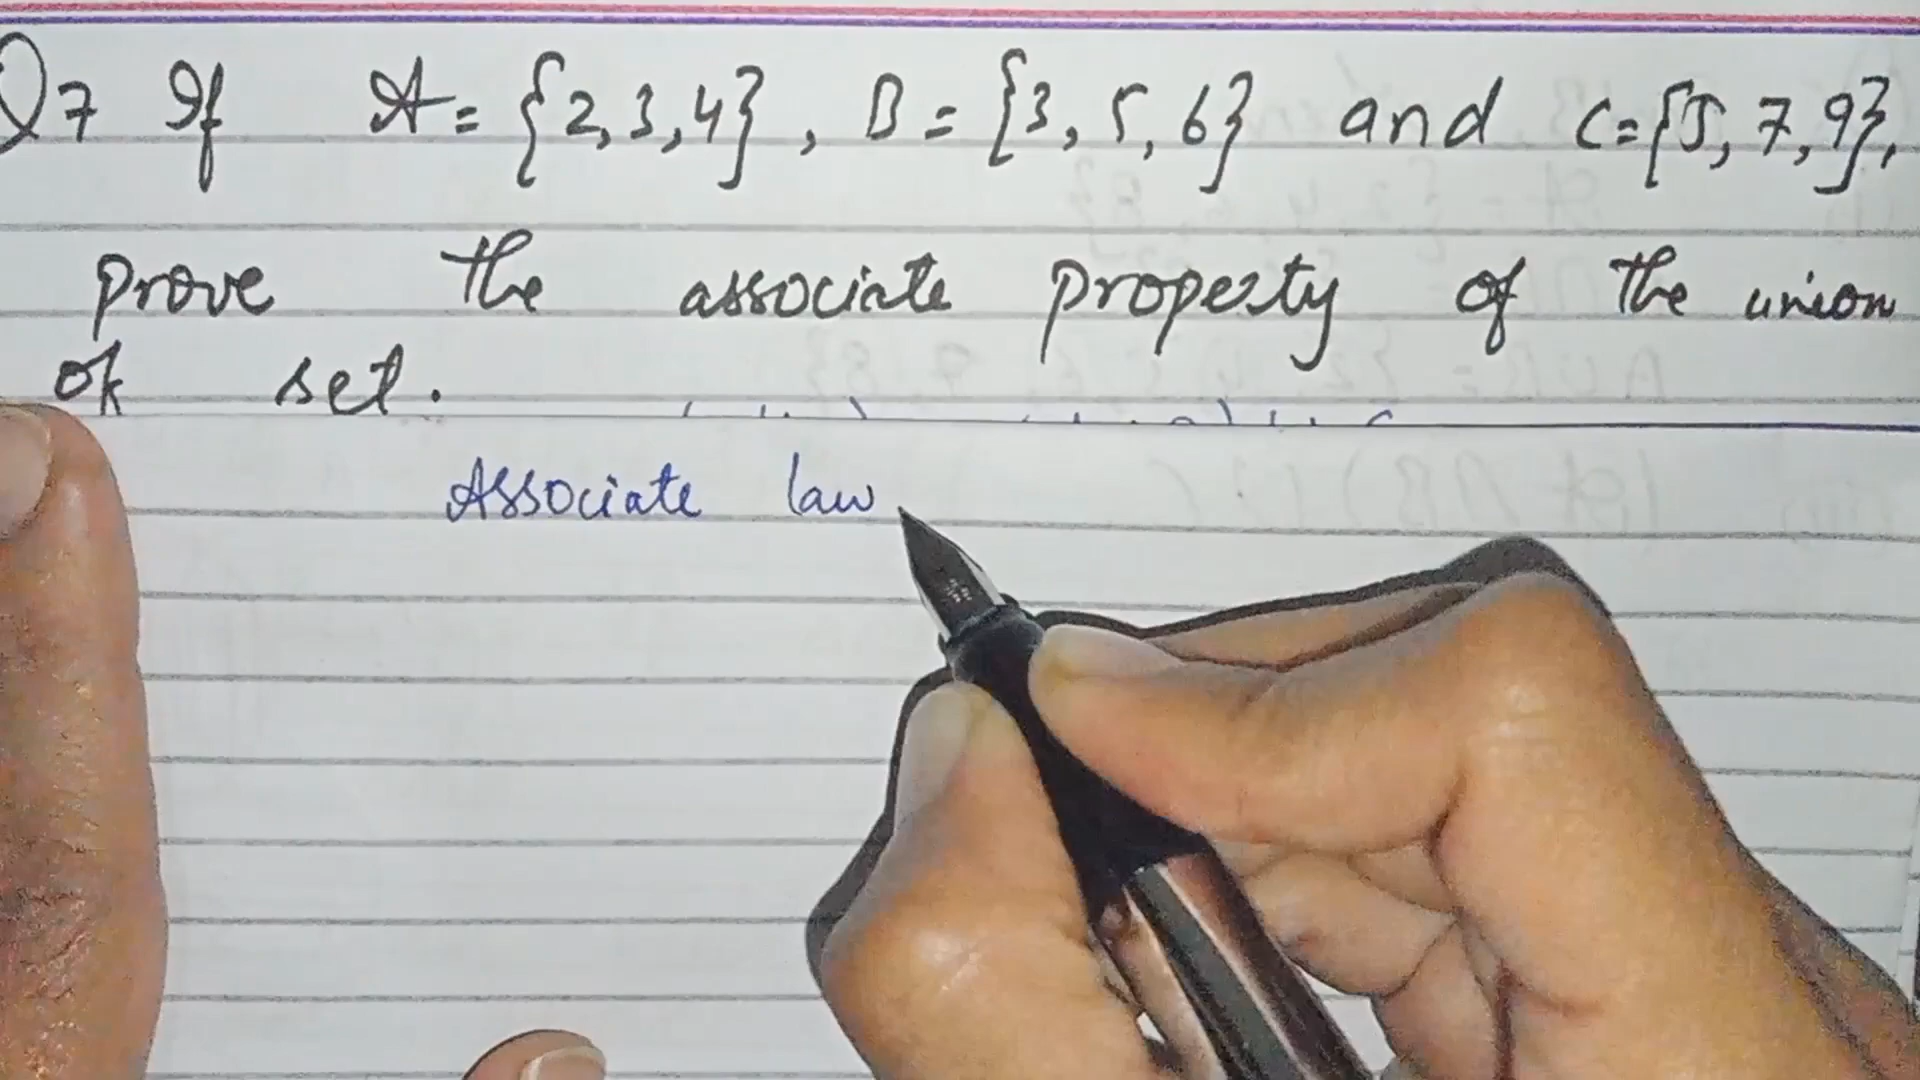 Q7 If A = {2,3,4}, B = {3, 5, 6} and C={5, 7, 9},
prove the associate property of the union
of set.
Associate law